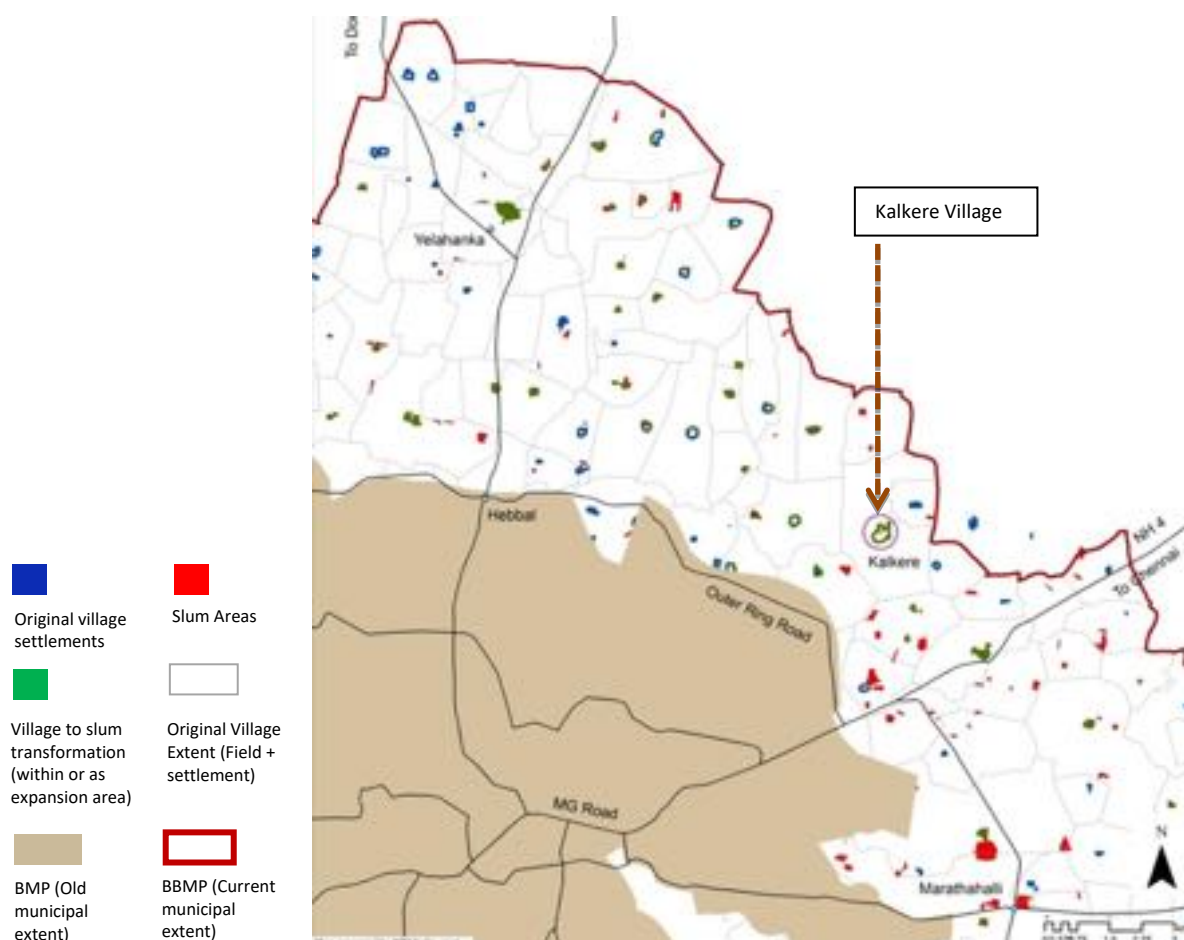 To Do
Kalkere Village
Yelahanka
Hebbal
Kalkere
NH 4
To Chennai
Outer Ring Road
MG Road
Marathahalli
N
Original village
settlements
Slum Areas
Village to slum
transformation
(within or as
expansion area)
Original Village
Extent (Field +
settlement)
BMP (Old
municipal
extent)
BBMP (Current
municipal
extent)